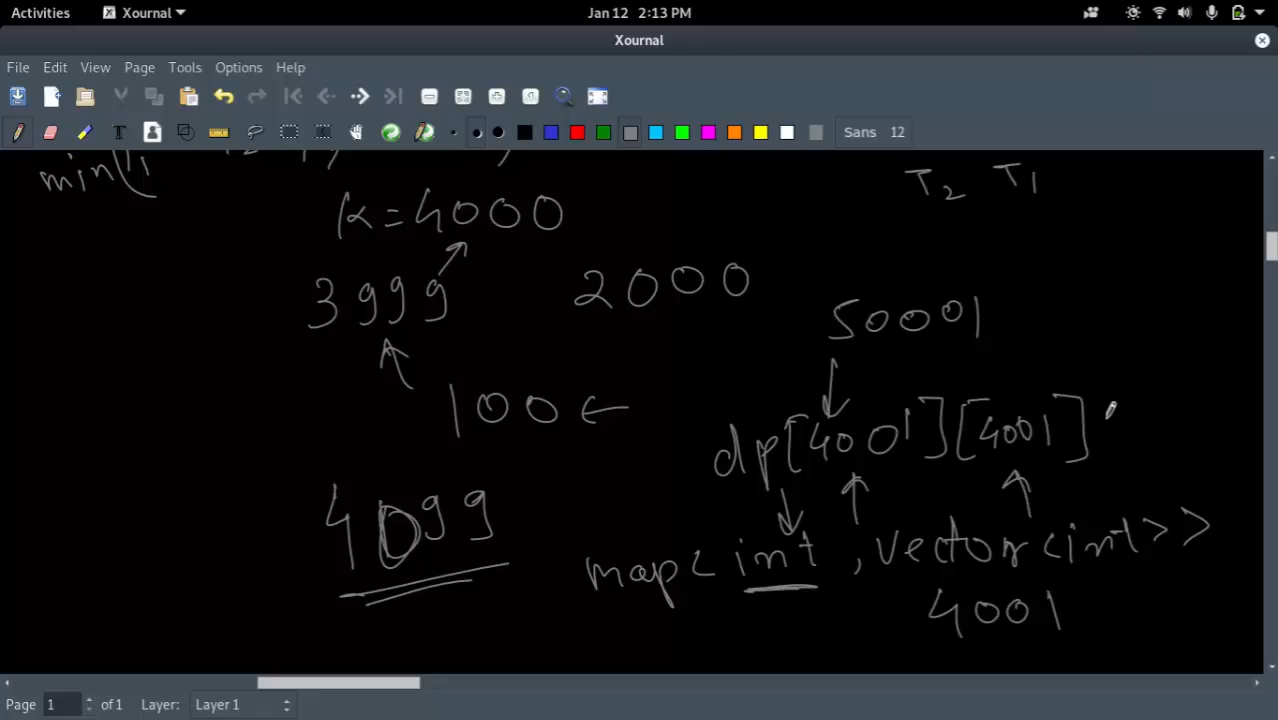 Activities Xournal Jan 12 2:13 PM
Xournal
File Edit View Page Tools Options Help
Sans 12
min(T1
T2 T1
K=4000
3999 2000
50001
100 ←
dp[4001][4001]
4099
map< int , vector<int>>
4001
Page 1 of 1 Layer: Layer 1